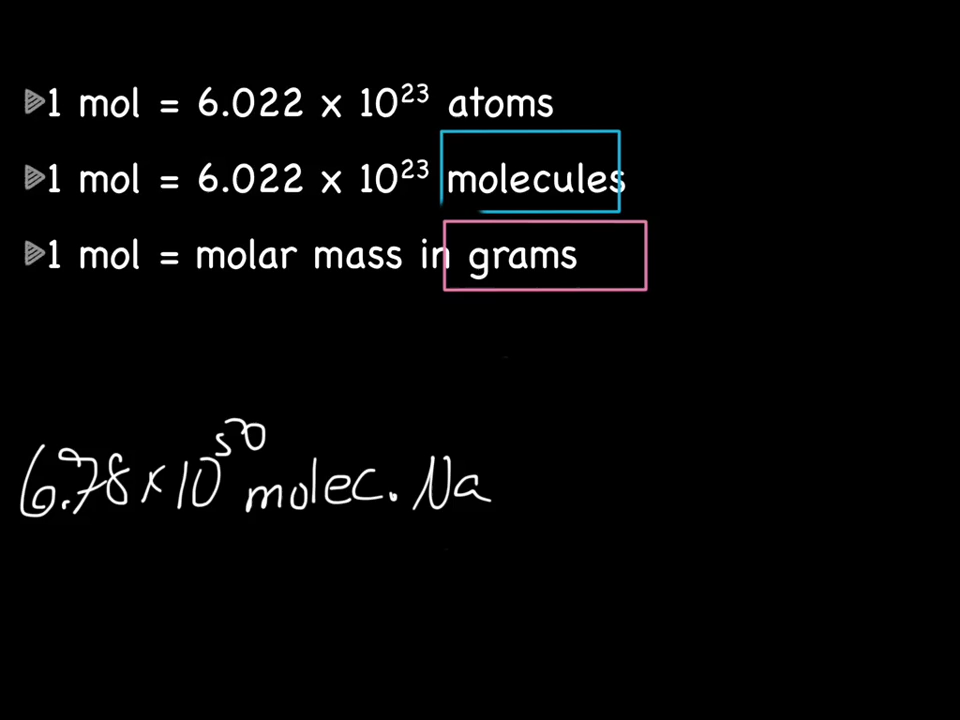 1 mol = 6.022 x 10²³ atoms
1 mol = 6.022 x 10²³ molecules
1 mol = molar mass in grams
6.78 x 10⁵⁰ molec. Na